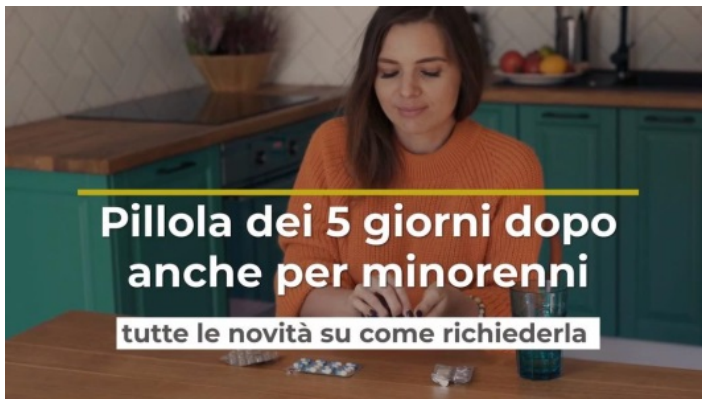 Pillola dei 5 giorni dopo
anche per minorenni
tutte le novità su come richiederla